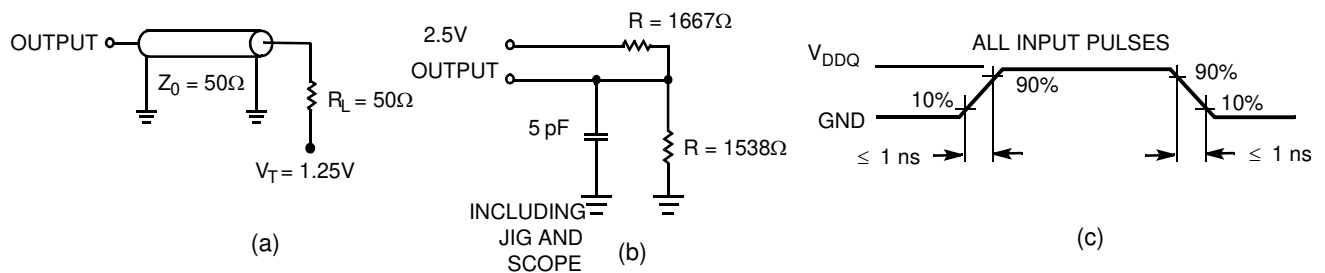 OUTPUT
Z0 = 50Ω
RL = 50Ω
VT = 1.25V
(a)
R = 1667Ω
2.5V
OUTPUT
5 pF
R = 1538Ω
INCLUDING
JIG AND
SCOPE
(b)
ALL INPUT PULSES
VDDQ
90%
90%
10%
10%
GND
≤ 1 ns
≤ 1 ns
(c)